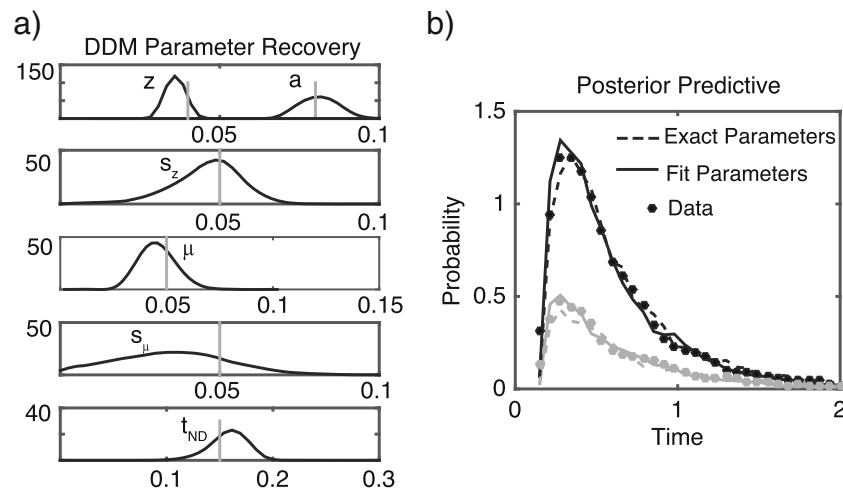 a)
DDM Parameter Recovery
150
z
a
0.05
0.1
50
s_z
0.05
0.1
50
μ
0.05
0.1
0.15
50
s_μ
0.05
0.1
40
t_ND
0.1
0.2
0.3
b)
Posterior Predictive
1.5
1
0.5
0
Probability
Exact Parameters
Fit Parameters
Data
0
1
2
Time